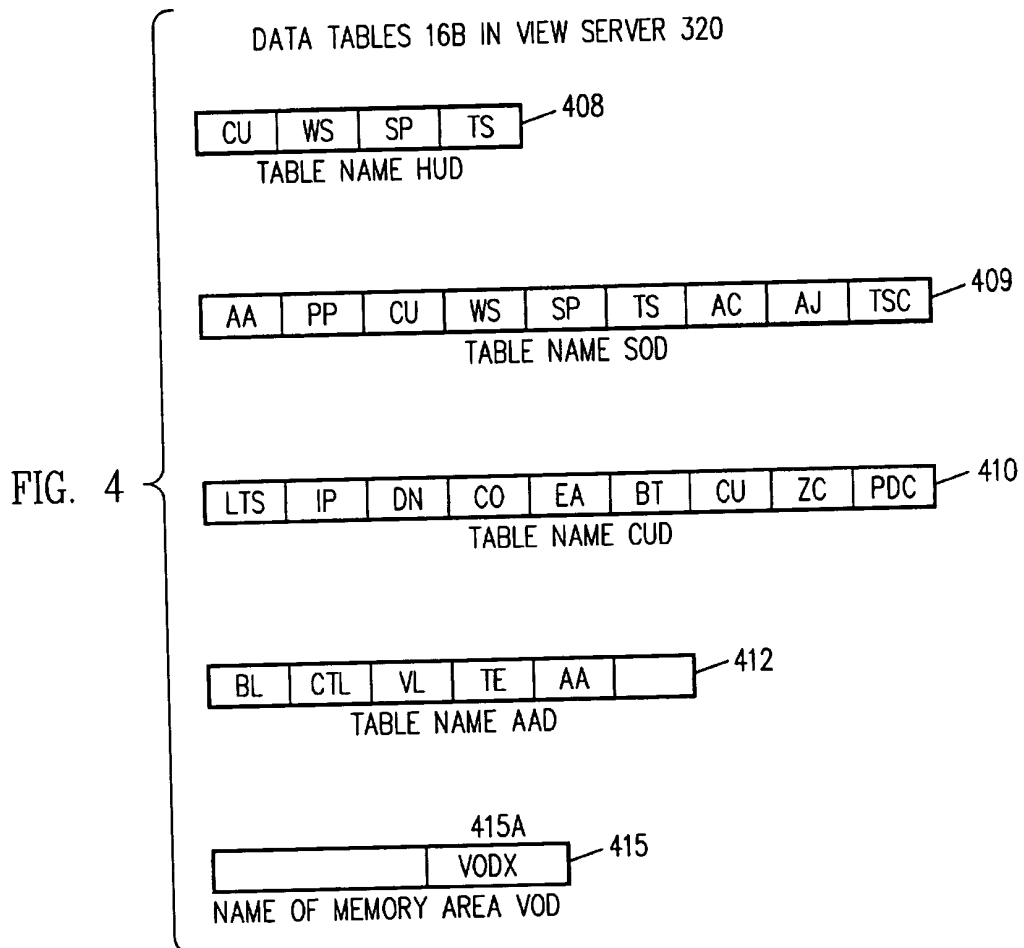 DATA TABLES 16B IN VIEW SERVER 320
CU WS SP TS 408
TABLE NAME HUD
AA PP CU WS SP TS AC AJ TSC 409
TABLE NAME SOD
FIG. 4
LTS IP DN CO EA BT CU ZC PDC 410
TABLE NAME CUD
BL CTL VL TE AA 412
TABLE NAME AAD
415A
VODX 415
NAME OF MEMORY AREA VOD